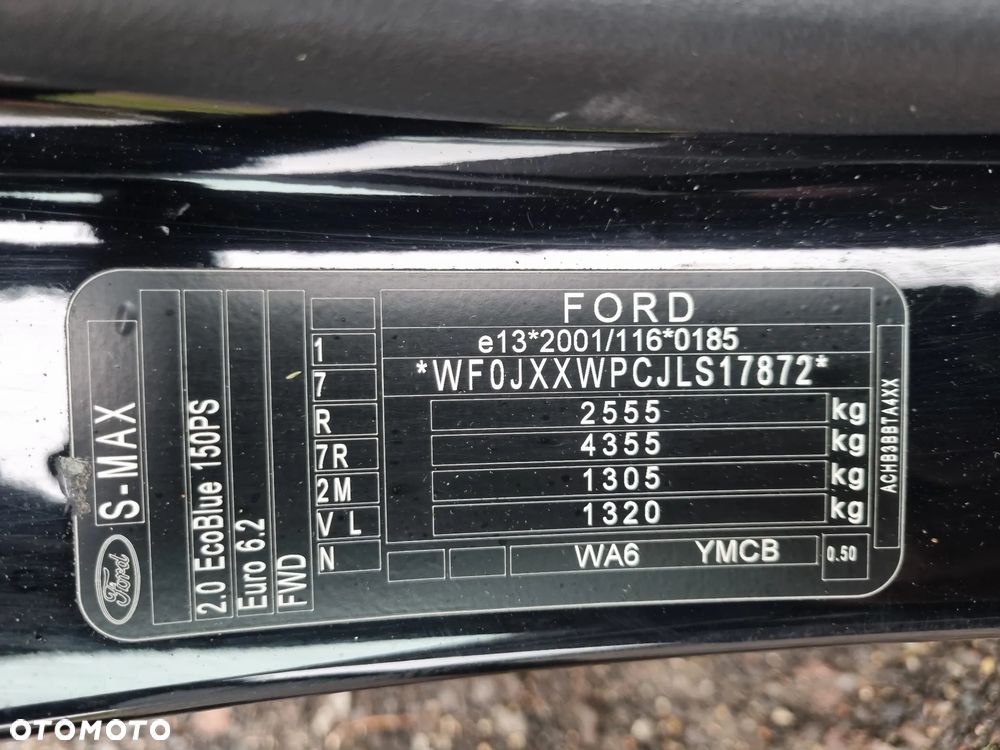 FORD
e13*2001/116*0185
*WF0JXXWPCJLS17872*
2555 kg
4355 kg
1305 kg
1320 kg
WA6 YMCB 0.50
1
7
R
7R
2M
V L
N
S-MAX
2.0 EcoBlue 150PS
Euro 6.2
FWD
Ford
ACHB3BB7A4XX
OTOMOTO